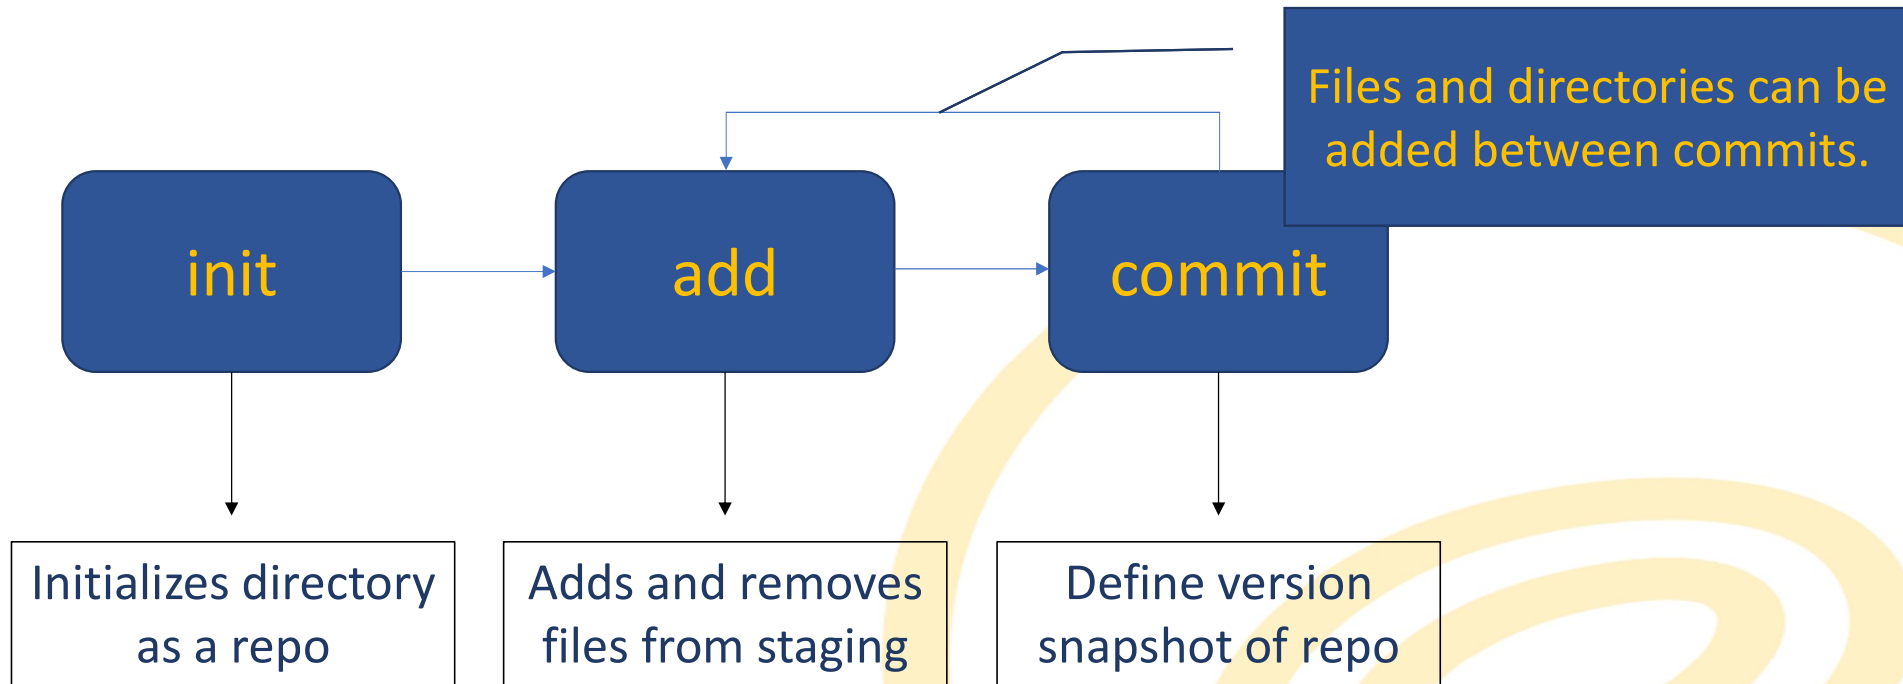 Files and directories can be
added between commits.
init
add
commit
Initializes directory
as a repo
Adds and removes
files from staging
Define version
snapshot of repo